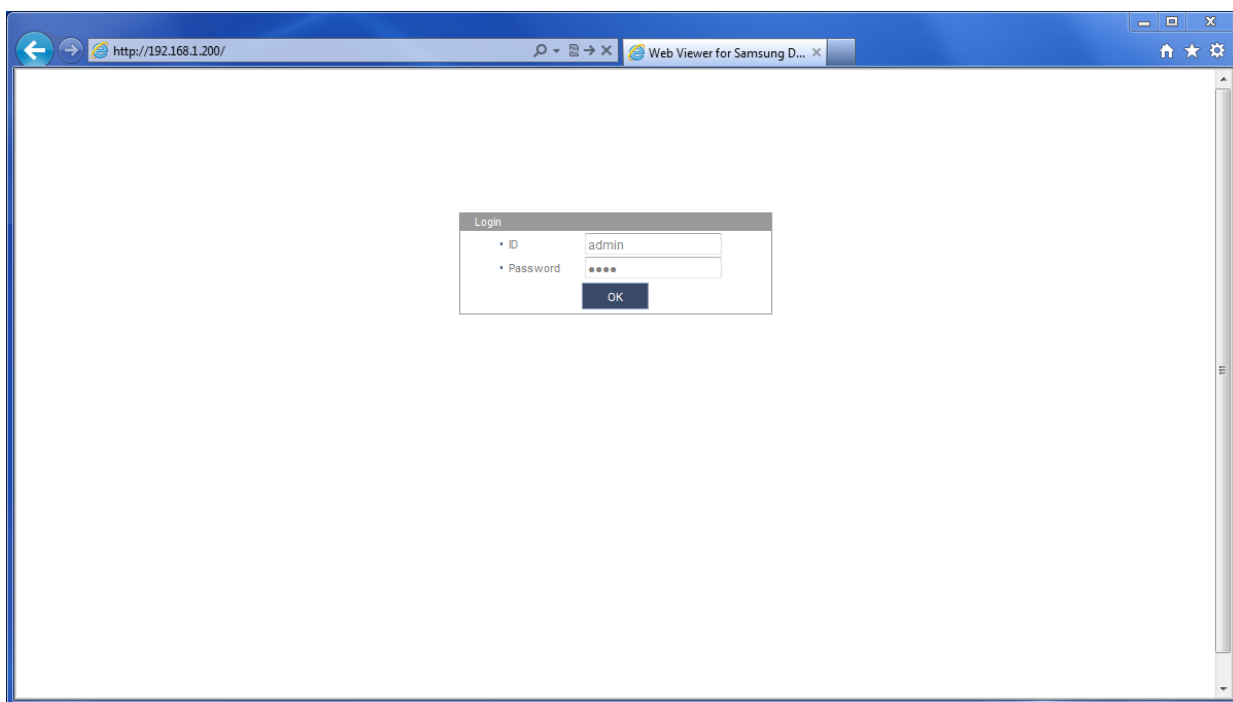 http://192.168.1.200/
Web Viewer for Samsung D...
Login
ID
admin
Password
OK